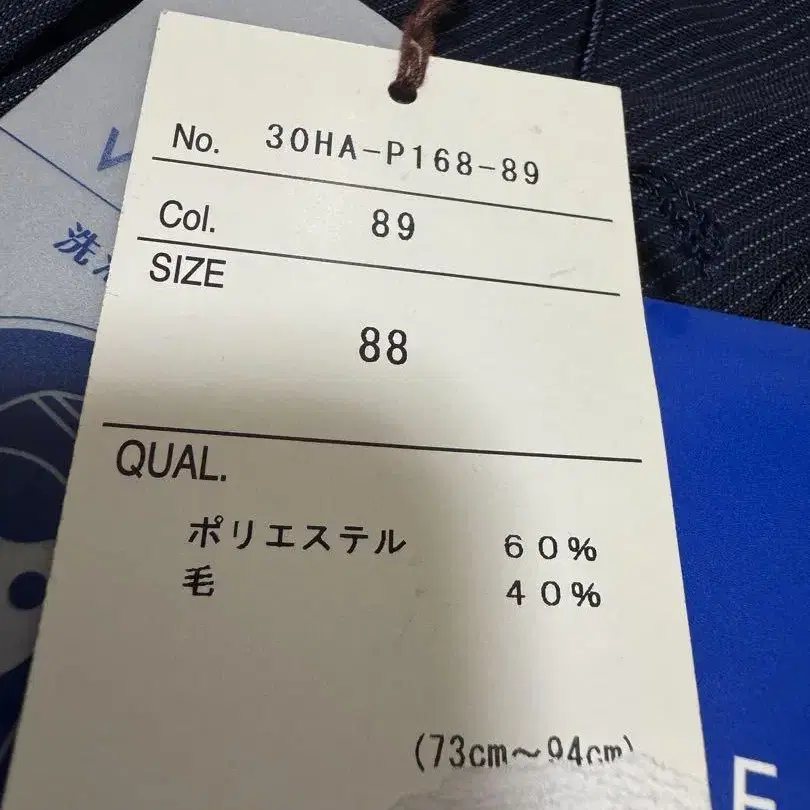 No. 30HA-P168-89
Col. 89
SIZE
88
QUAL.
ポリエステル 60%
毛 40%
(73cm～94cm)
洗